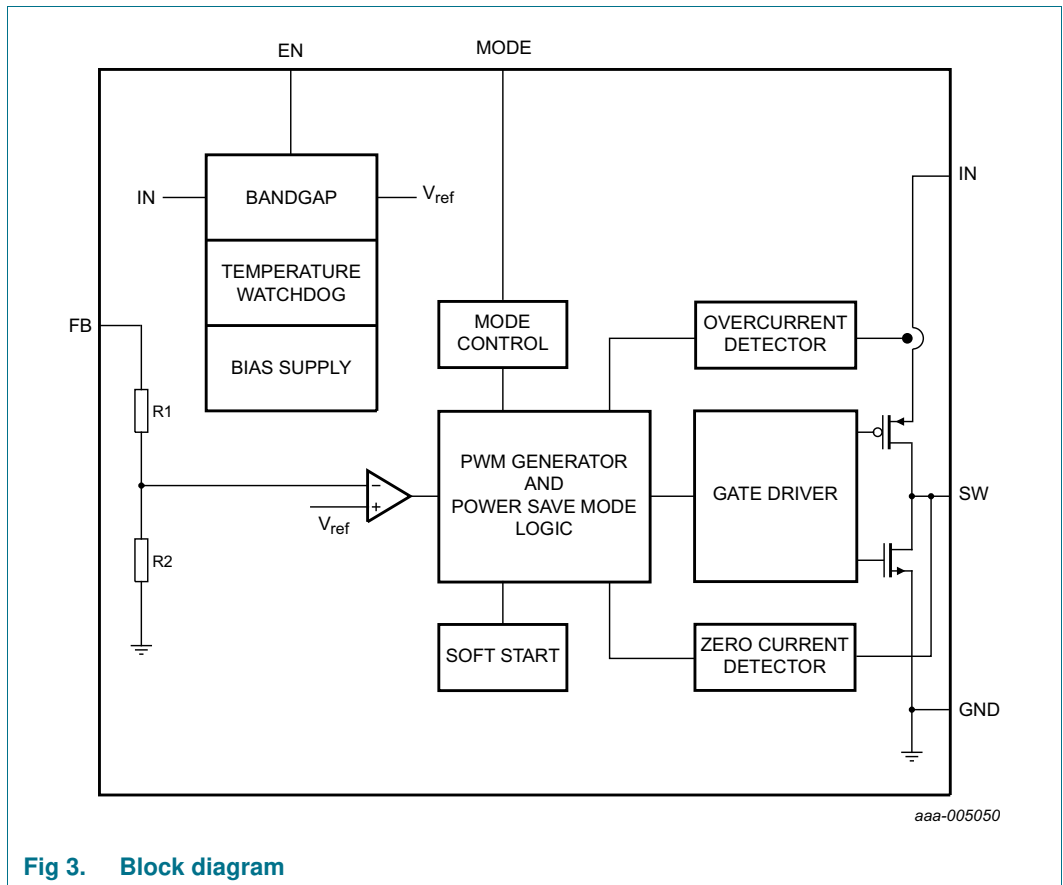 EN
MODE
IN
BANDGAP
Vref
IN
TEMPERATURE
WATCHDOG
FB
BIAS SUPPLY
MODE
CONTROL
OVERCURRENT
DETECTOR
R1
PWM GENERATOR
AND
POWER SAVE MODE
LOGIC
GATE DRIVER
SW
−
+
Vref
R2
SOFT START
ZERO CURRENT
DETECTOR
GND
aaa-005050
Fig 3. Block diagram